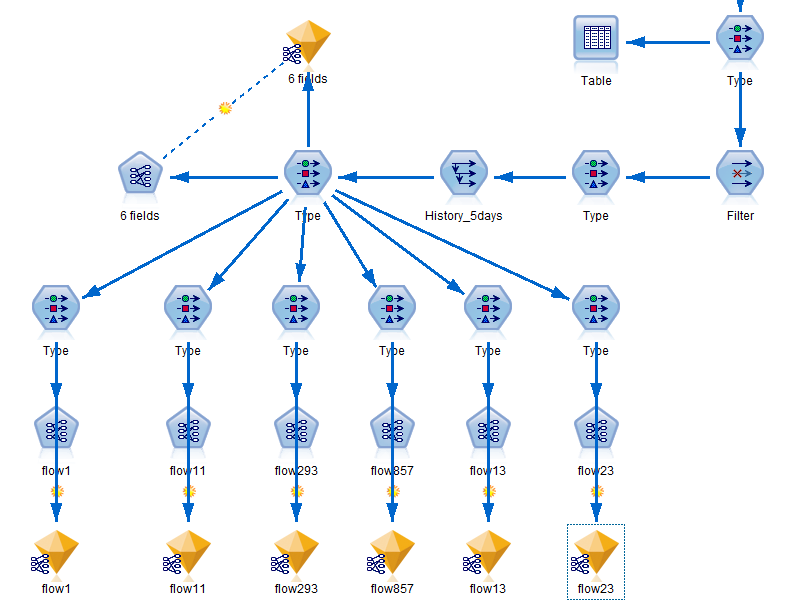 6 fields
Table
Type
6 fields
Type
History_5days
Type
Filter
Type
Type
Type
Type
Type
Type
flow1
flow11
flow293
flow857
flow13
flow23
flow1
flow11
flow293
flow857
flow13
flow23